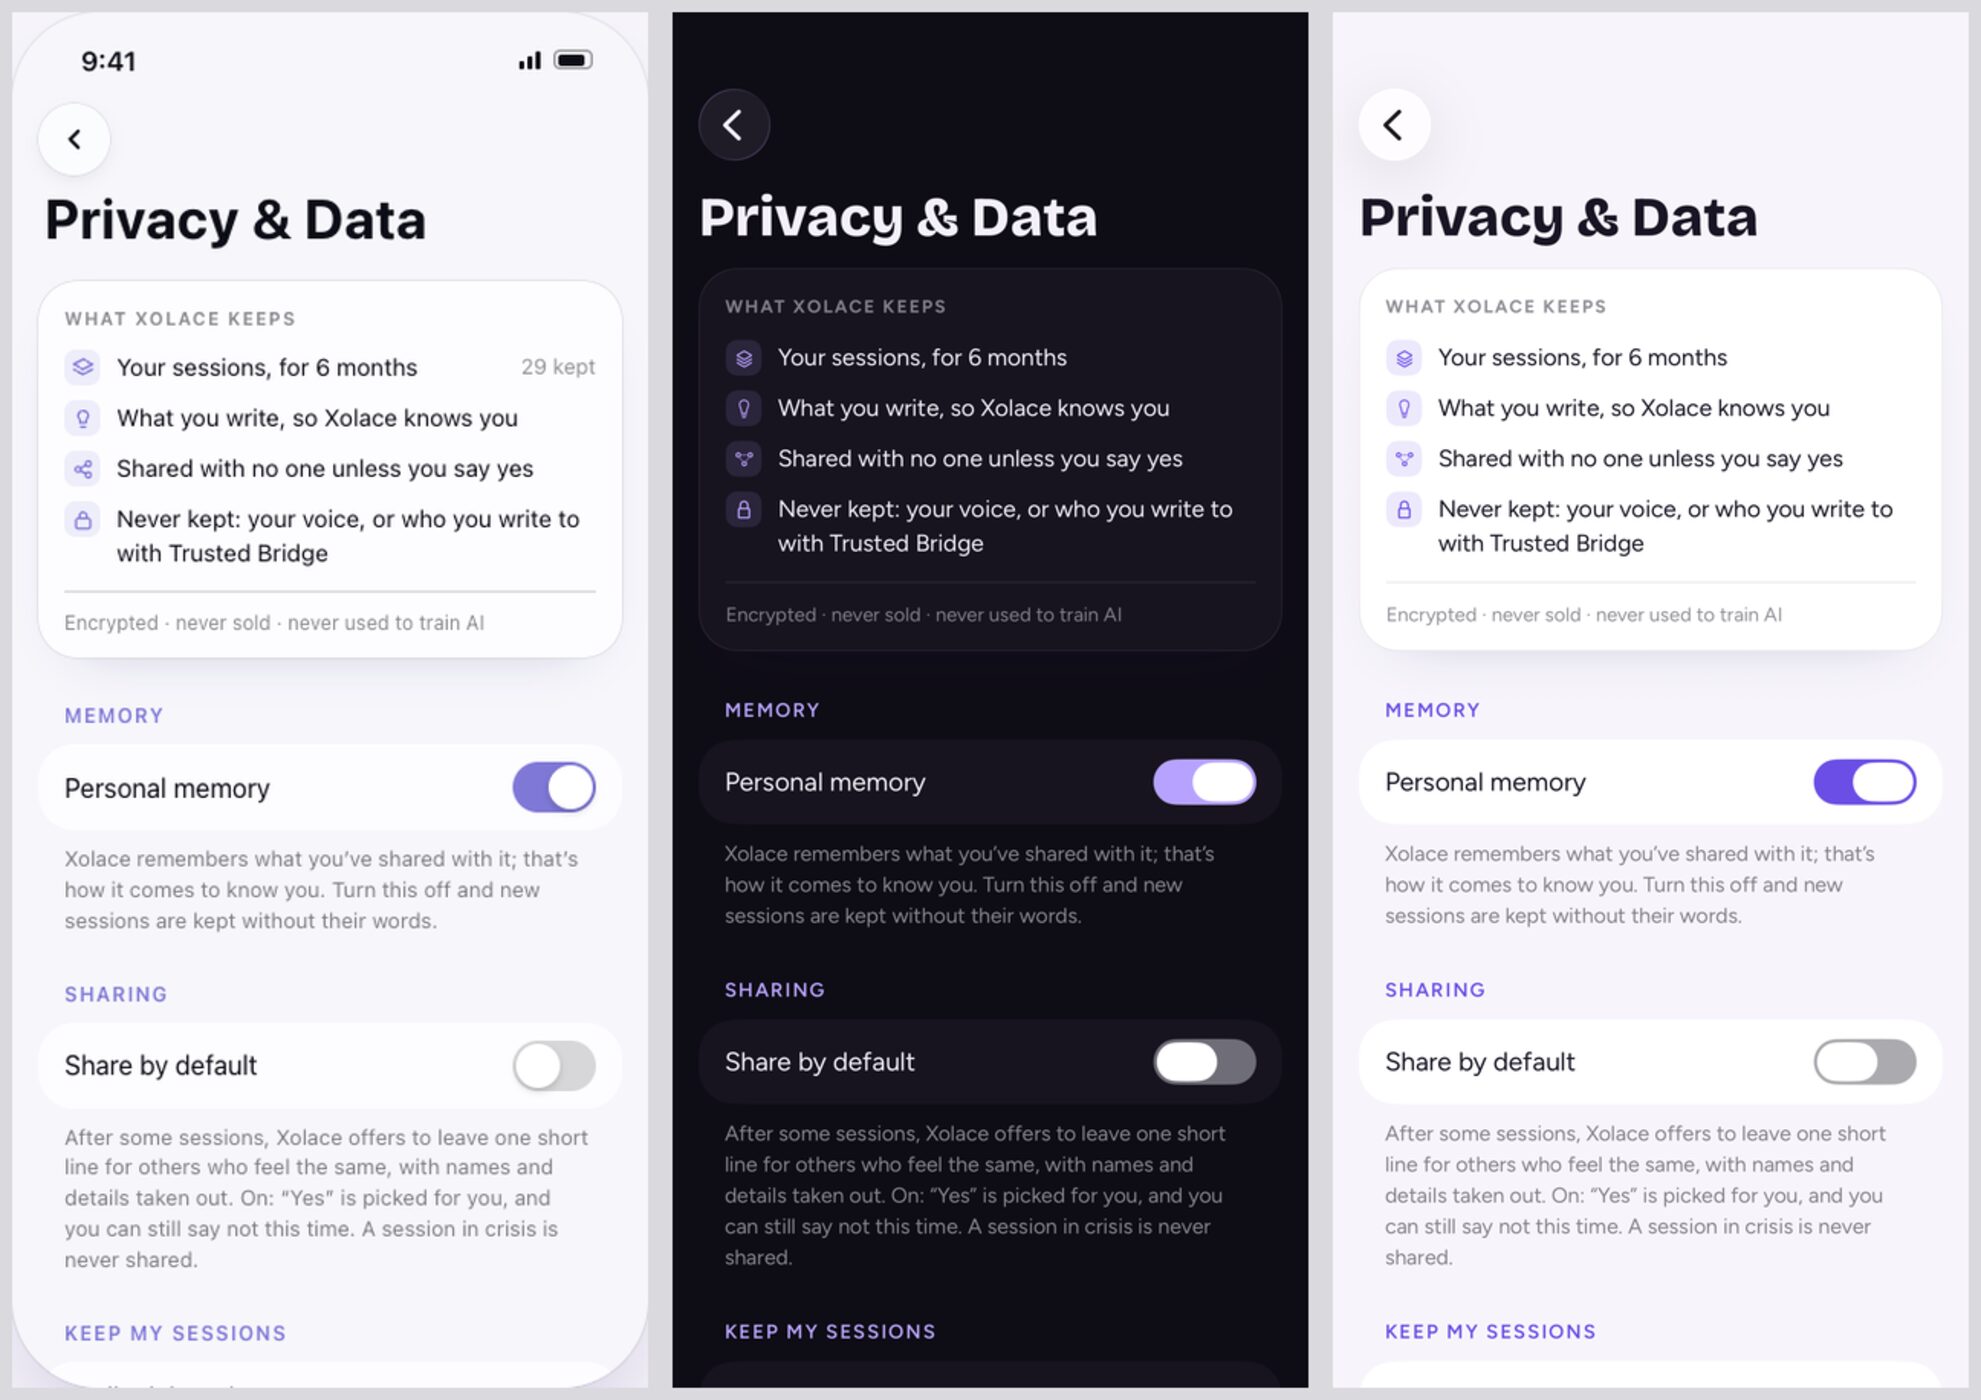 9:41
Privacy & Data
WHAT XOLACE KEEPS
Your sessions, for 6 months
29 kept
What you write, so Xolace knows you
Shared with no one unless you say yes
Never kept: your voice, or who you write to
with Trusted Bridge
Encrypted · never sold · never used to train AI
MEMORY
Personal memory
Xolace remembers what you’ve shared with it; that’s
how it comes to know you. Turn this off and new
sessions are kept without their words.
SHARING
Share by default
After some sessions, Xolace offers to leave one short
line for others who feel the same, with names and
details taken out. On: “Yes” is picked for you, and
you can still say not this time. A session in crisis is
never shared.
KEEP MY SESSIONS
Privacy & Data
WHAT XOLACE KEEPS
Your sessions, for 6 months
What you write, so Xolace knows you
Shared with no one unless you say yes
Never kept: your voice, or who you write to
with Trusted Bridge
Encrypted · never sold · never used to train AI
MEMORY
Personal memory
Xolace remembers what you’ve shared with it; that’s
how it comes to know you. Turn this off and new
sessions are kept without their words.
SHARING
Share by default
After some sessions, Xolace offers to leave one short
line for others who feel the same, with names and
details taken out. On: “Yes” is picked for you, and you
can still say not this time. A session in crisis is never
shared.
KEEP MY SESSIONS
Privacy & Data
WHAT XOLACE KEEPS
Your sessions, for 6 months
What you write, so Xolace knows you
Shared with no one unless you say yes
Never kept: your voice, or who you write to
with Trusted Bridge
Encrypted · never sold · never used to train AI
MEMORY
Personal memory
Xolace remembers what you’ve shared with it; that’s
how it comes to know you. Turn this off and new
sessions are kept without their words.
SHARING
Share by default
After some sessions, Xolace offers to leave one short
line for others who feel the same, with names and
details taken out. On: “Yes” is picked for you, and you
can still say not this time. A session in crisis is never
shared.
KEEP MY SESSIONS